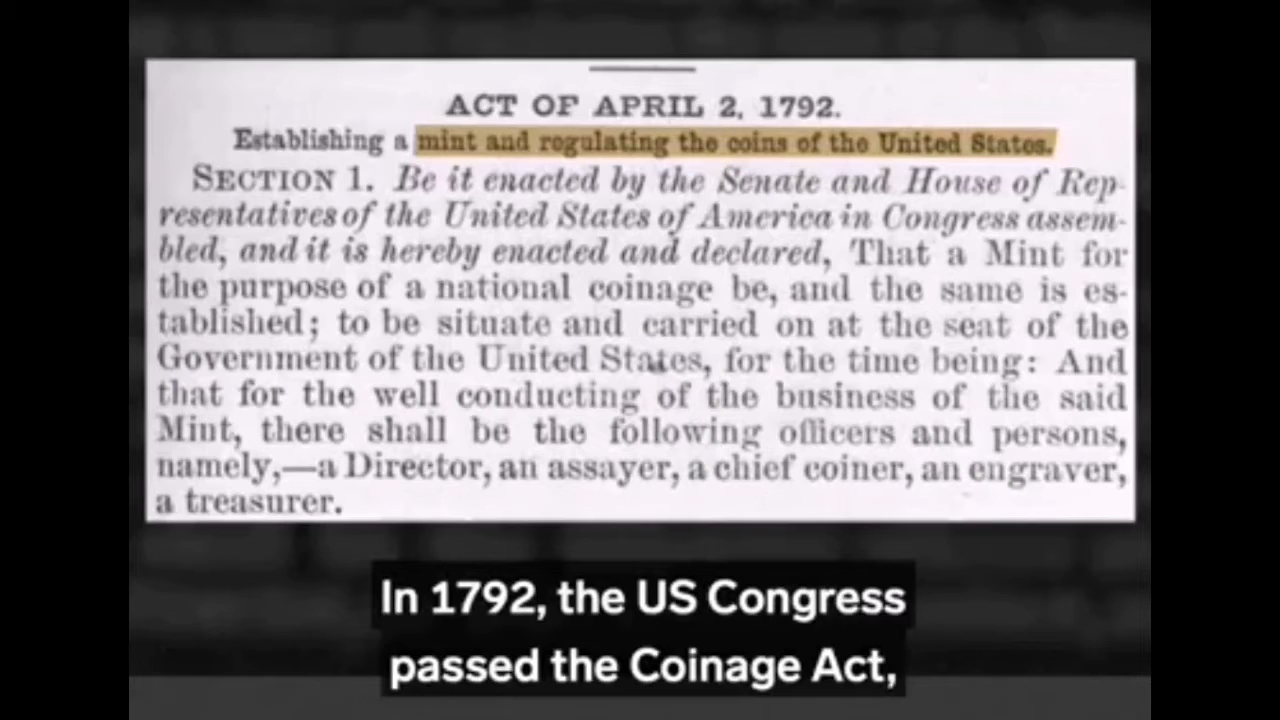 ACT OF APRIL 2, 1792.
Establishing a mint and regulating the coins of the United States.
SECTION 1. Be it enacted by the Senate and House of Rep-
resentatives of the United States of America in Congress assem-
bled, and it is hereby enacted and declared, That a Mint for
the purpose of a national coinage be, and the same is es-
tablished; to be situate and carried on at the seat of the
Government of the United States, for the time being: And
that for the well conducting of the business of the said
Mint, there shall be the following officers and persons,
namely,—a Director, an assayer, a chief coiner, an engraver,
a treasurer.
In 1792, the US Congress
passed the Coinage Act,